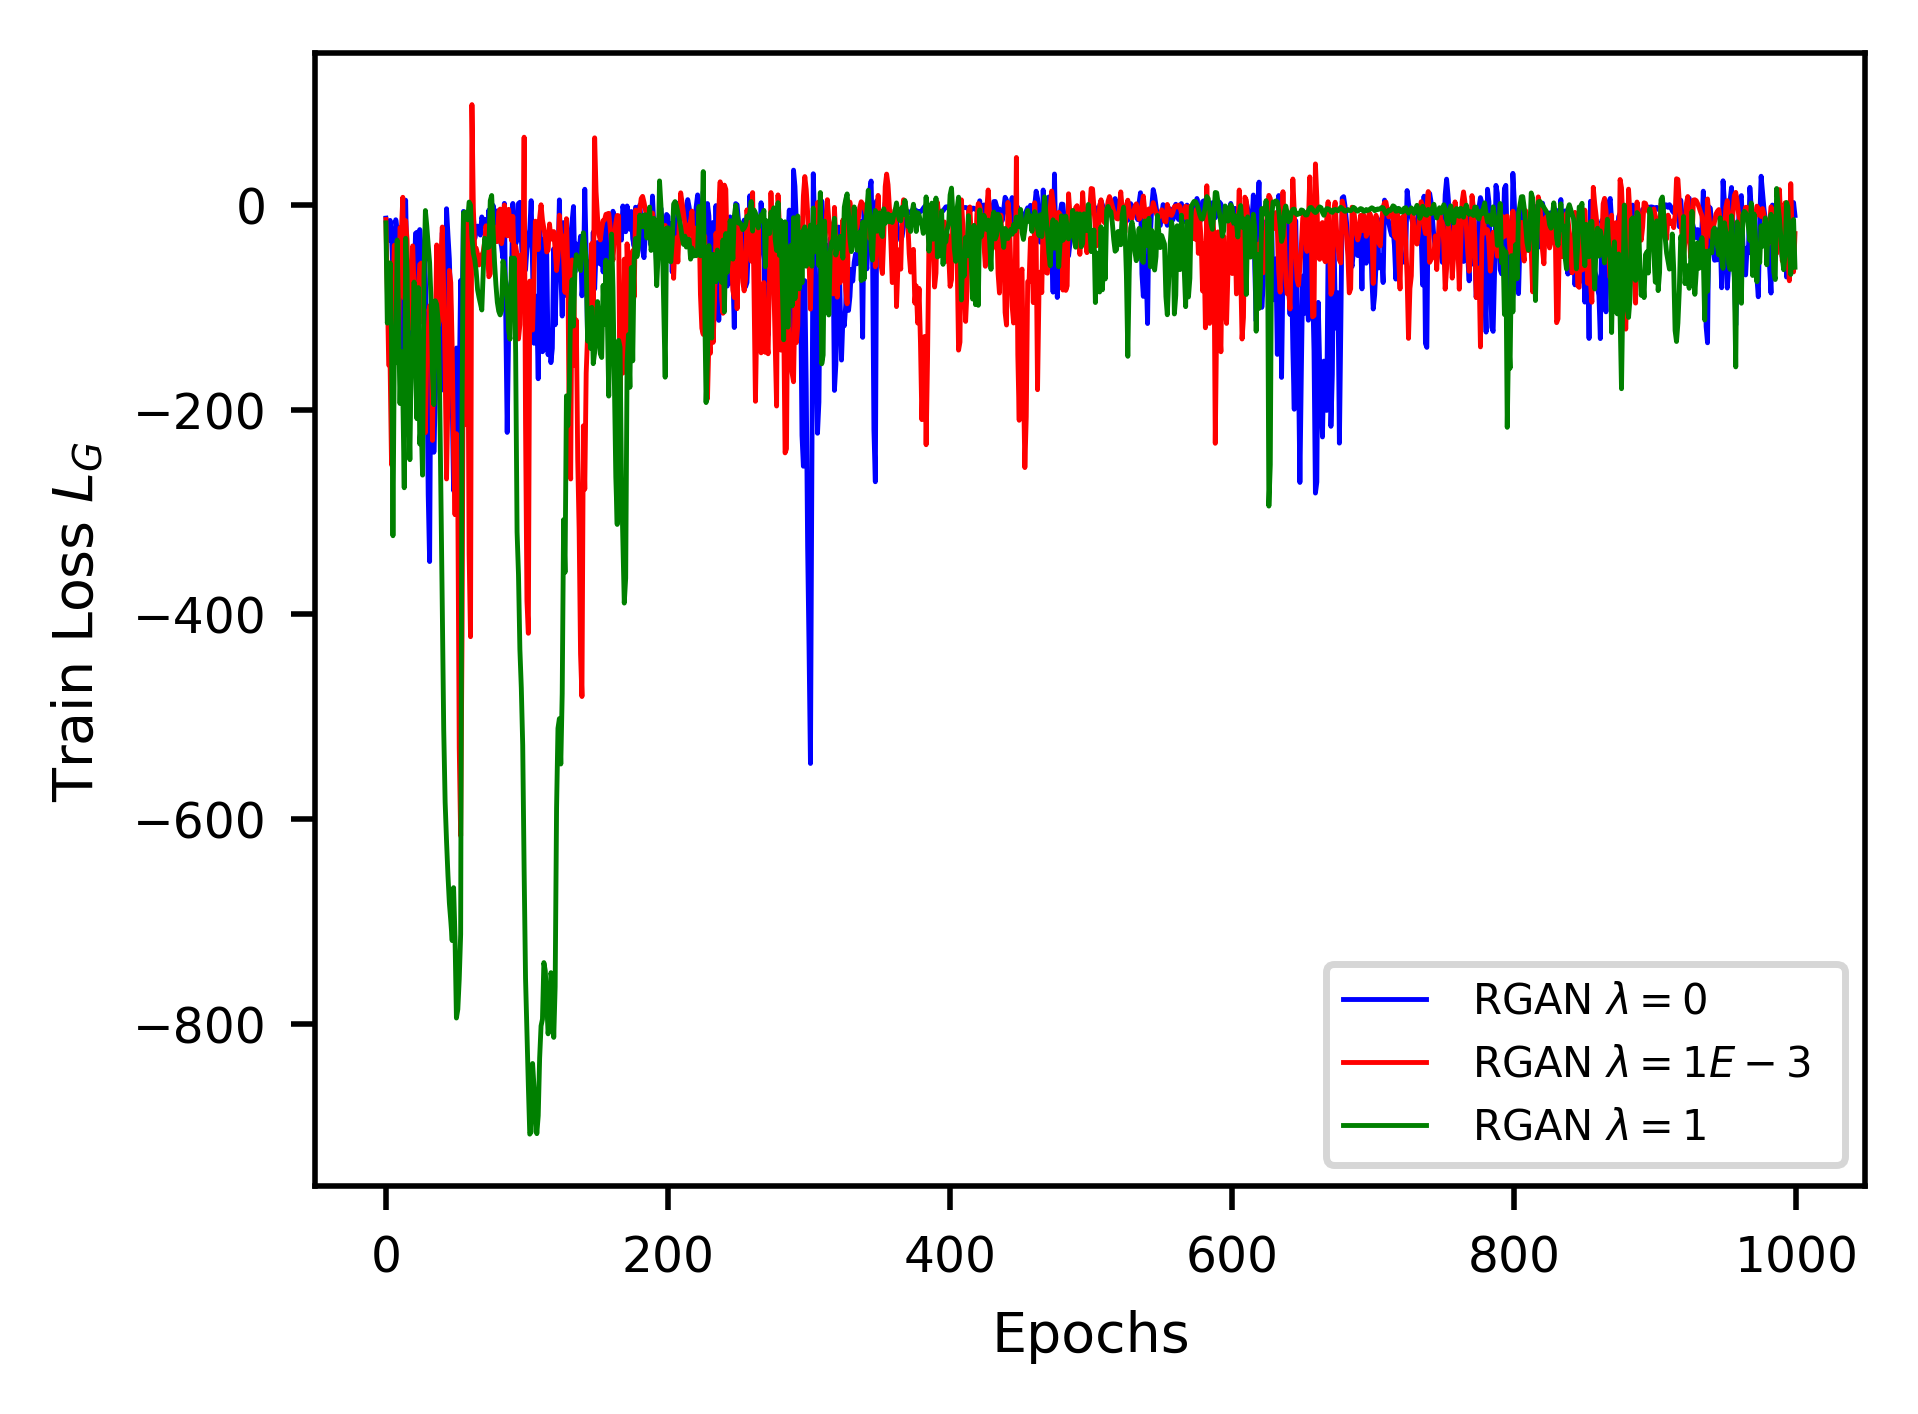 0
−200
−400
−600
−800
Train Loss L_G
0 200 400 600 800 1000
Epochs
RGAN λ = 0
RGAN λ = 1E − 3
RGAN λ = 1